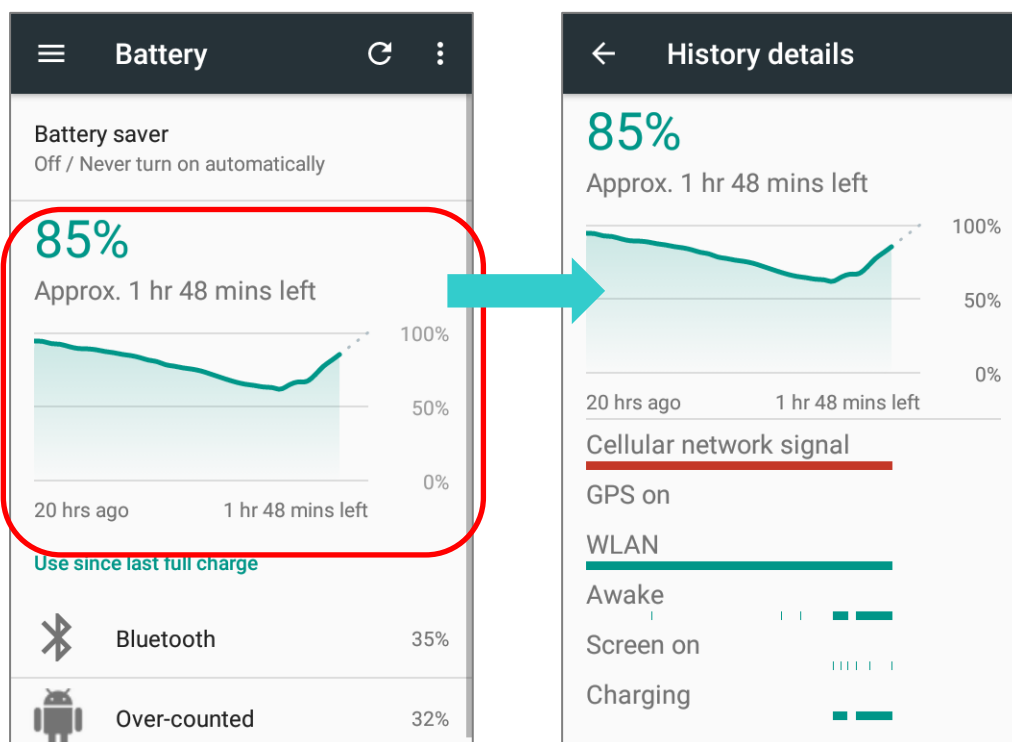 Battery
Battery saver
Off / Never turn on automatically
85%
Approx. 1 hr 48 mins left
100%
50%
0%
20 hrs ago 1 hr 48 mins left
Use since last full charge
Bluetooth 35%
Over-counted 32%
History details
85%
Approx. 1 hr 48 mins left
100%
50%
0%
20 hrs ago 1 hr 48 mins left
Cellular network signal
GPS on
WLAN
Awake
Screen on
Charging